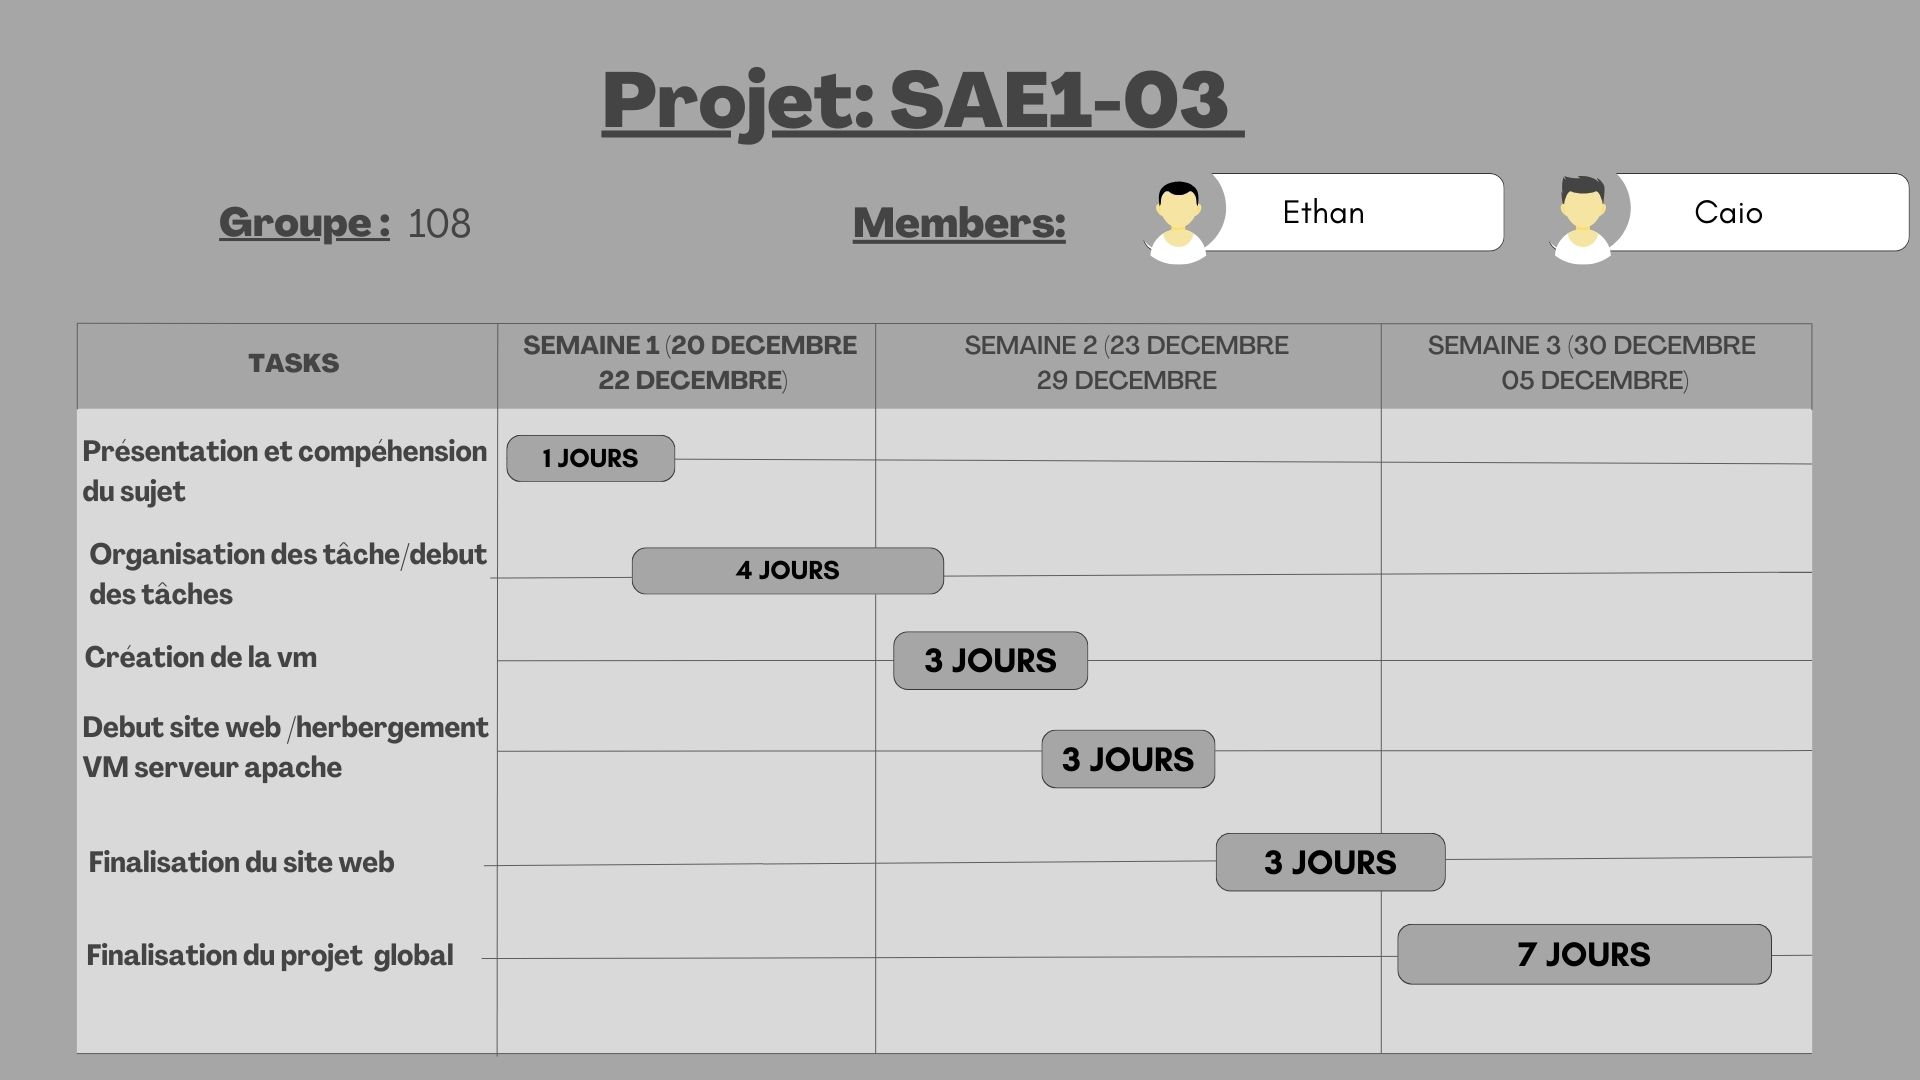 Projet: SAE1-03
Groupe : 108
Members:
Ethan
Caio
TASKS
SEMAINE 1 (20 DECEMBRE
22 DECEMBRE)
SEMAINE 2 (23 DECEMBRE
29 DECEMBRE
SEMAINE 3 (30 DECEMBRE
05 DECEMBRE)
Présentation et compéhension
du sujet
1 JOURS
Organisation des tâche/debut
des tâches
4 JOURS
Création de la vm
3 JOURS
Debut site web /herbergement
VM serveur apache
3 JOURS
Finalisation du site web
3 JOURS
Finalisation du projet global
7 JOURS